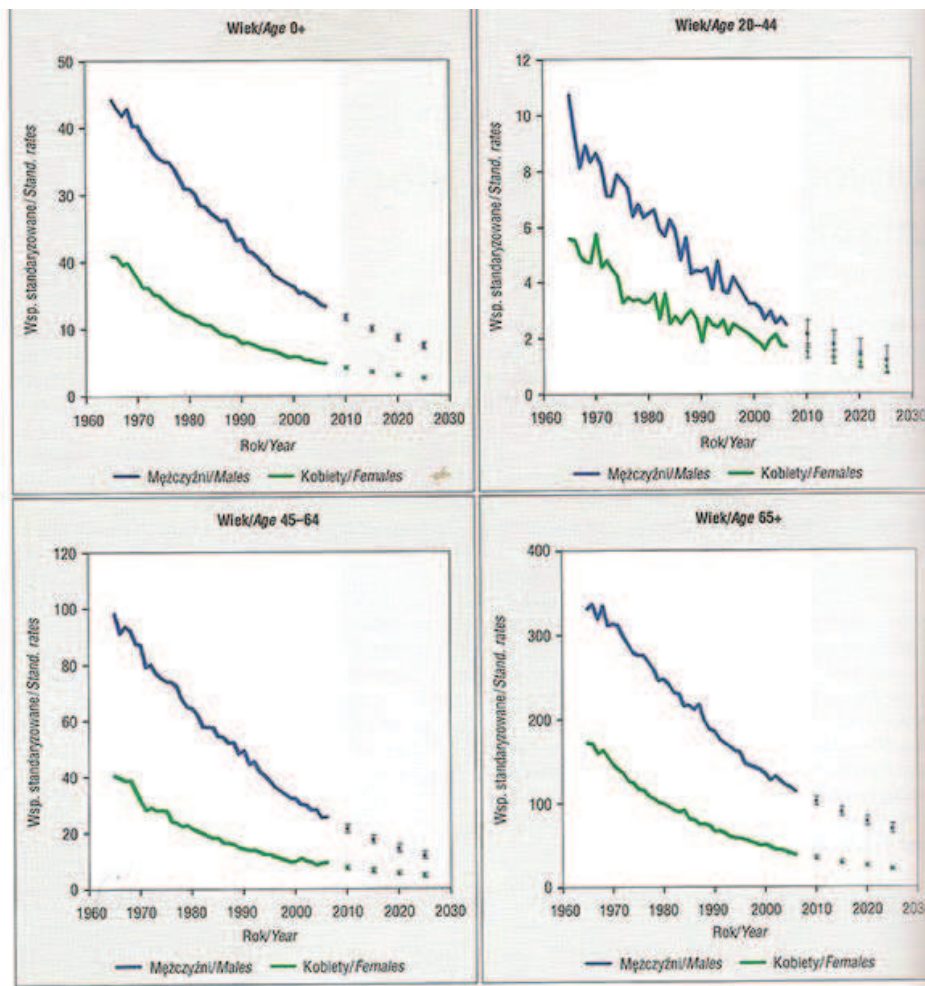 Wiek/Age 0+
Wsp. standaryzowane/Stand. rates
50
40
30
40
10
0
1960 1970 1980 1990 2000 2010 2020 2030
Rok/Year
Mężczyźni/Males Kobiety/Females
Wiek/Age 20–44
Wsp. standaryzowane/Stand. rates
12
10
8
6
4
2
0
1960 1970 1980 1990 2000 2010 2020 2030
Rok/Year
Mężczyźni/Males Kobiety/Females
Wiek/Age 45–64
Wsp. standaryzowane/Stand. rates
120
100
80
60
40
20
0
1960 1970 1980 1990 2000 2010 2020 2030
Rok/Year
Mężczyźni/Males Kobiety/Females
Wiek/Age 65+
Wsp. standaryzowane/Stand. rates
400
300
200
100
0
1960 1970 1980 1990 2000 2010 2020 203
Rok/Year
Mężczyźni/Males Kobiety/Females